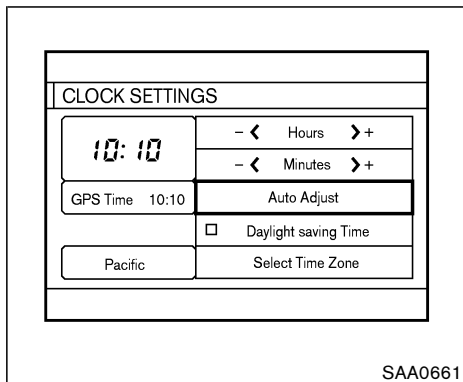 CLOCK SETTINGS
10:10
- < Hours > +
- < Minutes > +
GPS Time 10:10
Auto Adjust
Daylight saving Time
Pacific
Select Time Zone
SAA0661